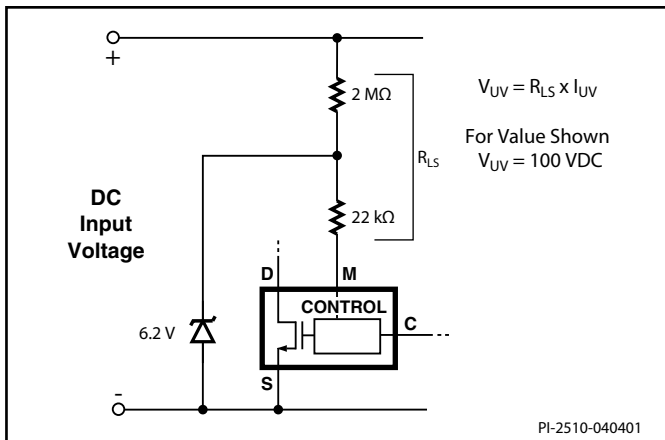 +
2 MΩ
V_UV = R_LS x I_UV
For Value Shown
V_UV = 100 VDC
R_LS
DC
Input
Voltage
22 kΩ
D
M
CONTROL
C
6.2 V
S
-
PI-2510-040401